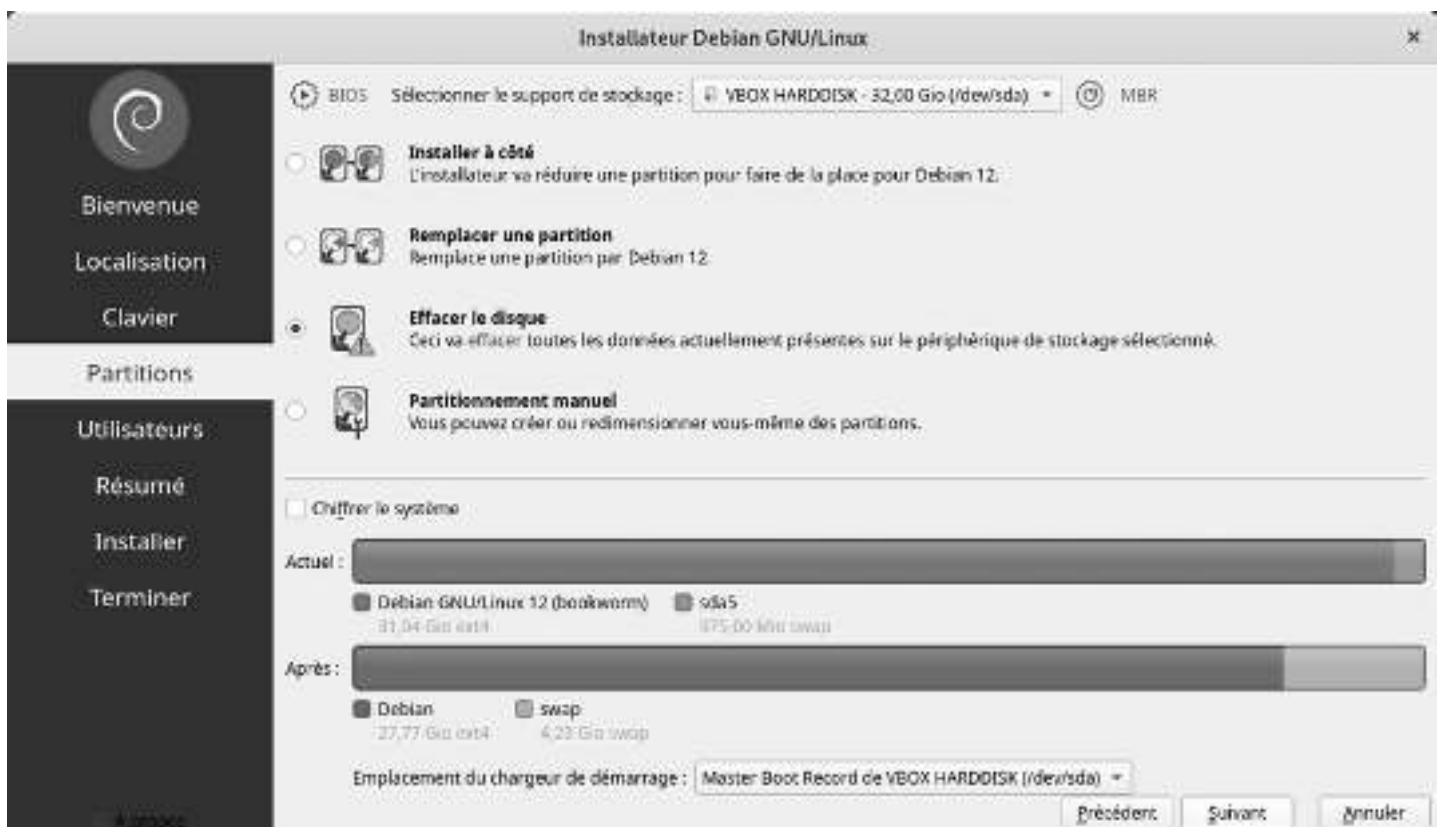 Installateur Debian GNU/Linux
BIOS Sélectionner le support de stockage : VBOX HARDDISK - 32,00 Gio (/dev/sda) MBR
Installer à côté
L'installateur va réduire une partition pour faire de la place pour Debian 12.
Bienvenue
Remplacer une partition
Remplace une partition par Debian 12
Localisation
Clavier
Effacer le disque
Ceci va effacer toutes les données actuellement présentes sur le périphérique de stockage sélectionné.
Partitions
Partitionnement manuel
Vous pouvez créer ou redimensionner vous-même des partitions.
Utilisateurs
Résumé
Chiffrer le système
Installer
Actuel :
Terminer
Debian GNU/Linux 12 (bookworm) sda5
31,04 Gio ext4 975,00 Mio swap
Après :
Debian swap
27,77 Gio ext4 4,23 Gio swap
Emplacement du chargeur de démarrage : Master Boot Record de VBOX HARDDISK (/dev/sda)
Précédent Suivant Annuler